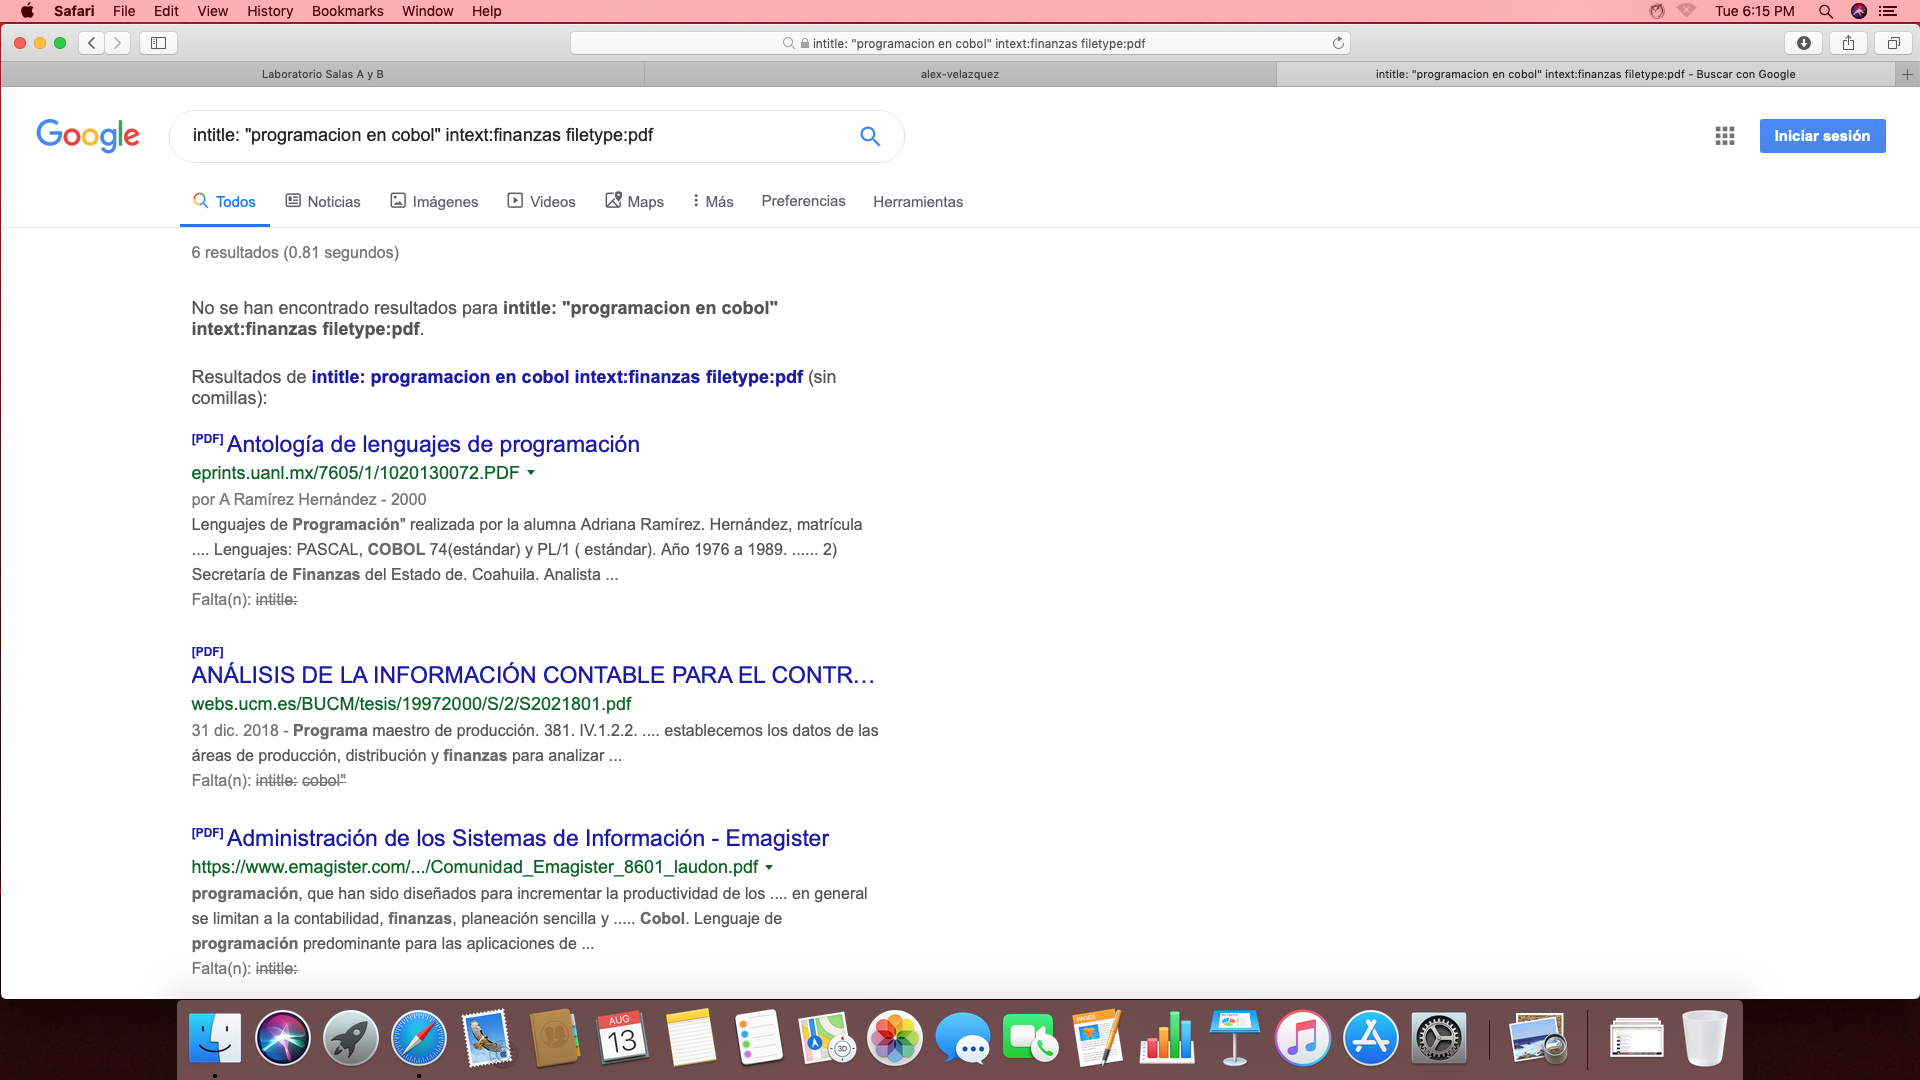 Safari File Edit View History Bookmarks Window Help Tue 6:15 PM
intitle: "programacion en cobol" intext:finanzas filetype:pdf
Laboratorio Salas A y B
alex-velazquez
intitle: "programacion en cobol" intext:finanzas filetype:pdf - Buscar con Google
Google
intitle: "programacion en cobol" intext:finanzas filetype:pdf
Iniciar sesión
Todos Noticias Imágenes Videos Maps Más Preferencias Herramientas
6 resultados (0.81 segundos)
No se han encontrado resultados para intitle: "programacion en cobol"
intext:finanzas filetype:pdf.
Resultados de intitle: programacion en cobol intext:finanzas filetype:pdf (sin
comillas):
[PDF] Antología de lenguajes de programación
eprints.uanl.mx/7605/1/1020130072.PDF
por A Ramírez Hernández - 2000
Lenguajes de Programación" realizada por la alumna Adriana Ramírez. Hernández, matrícula
.... Lenguajes: PASCAL, COBOL 74(estándar) y PL/1 ( estándar). Año 1976 a 1989. ...... 2)
Secretaría de Finanzas del Estado de. Coahuila. Analista ...
Falta(n): intitle:
[PDF]
ANÁLISIS DE LA INFORMACIÓN CONTABLE PARA EL CONTR...
webs.ucm.es/BUCM/tesis/19972000/S/2/S2021801.pdf
31 dic. 2018 - Programa maestro de producción. 381. IV.1.2.2. .... establecemos los datos de las
áreas de producción, distribución y finanzas para analizar ...
Falta(n): intitle: cobol"
[PDF] Administración de los Sistemas de Información - Emagister
https://www.emagister.com/.../Comunidad_Emagister_8601_laudon.pdf
programación, que han sido diseñados para incrementar la productividad de los .... en general
se limitan a la contabilidad, finanzas, planeación sencilla y ..... Cobol. Lenguaje de
programación predominante para las aplicaciones de ...
Falta(n): intitle:
AUG
13
3D
PAGES